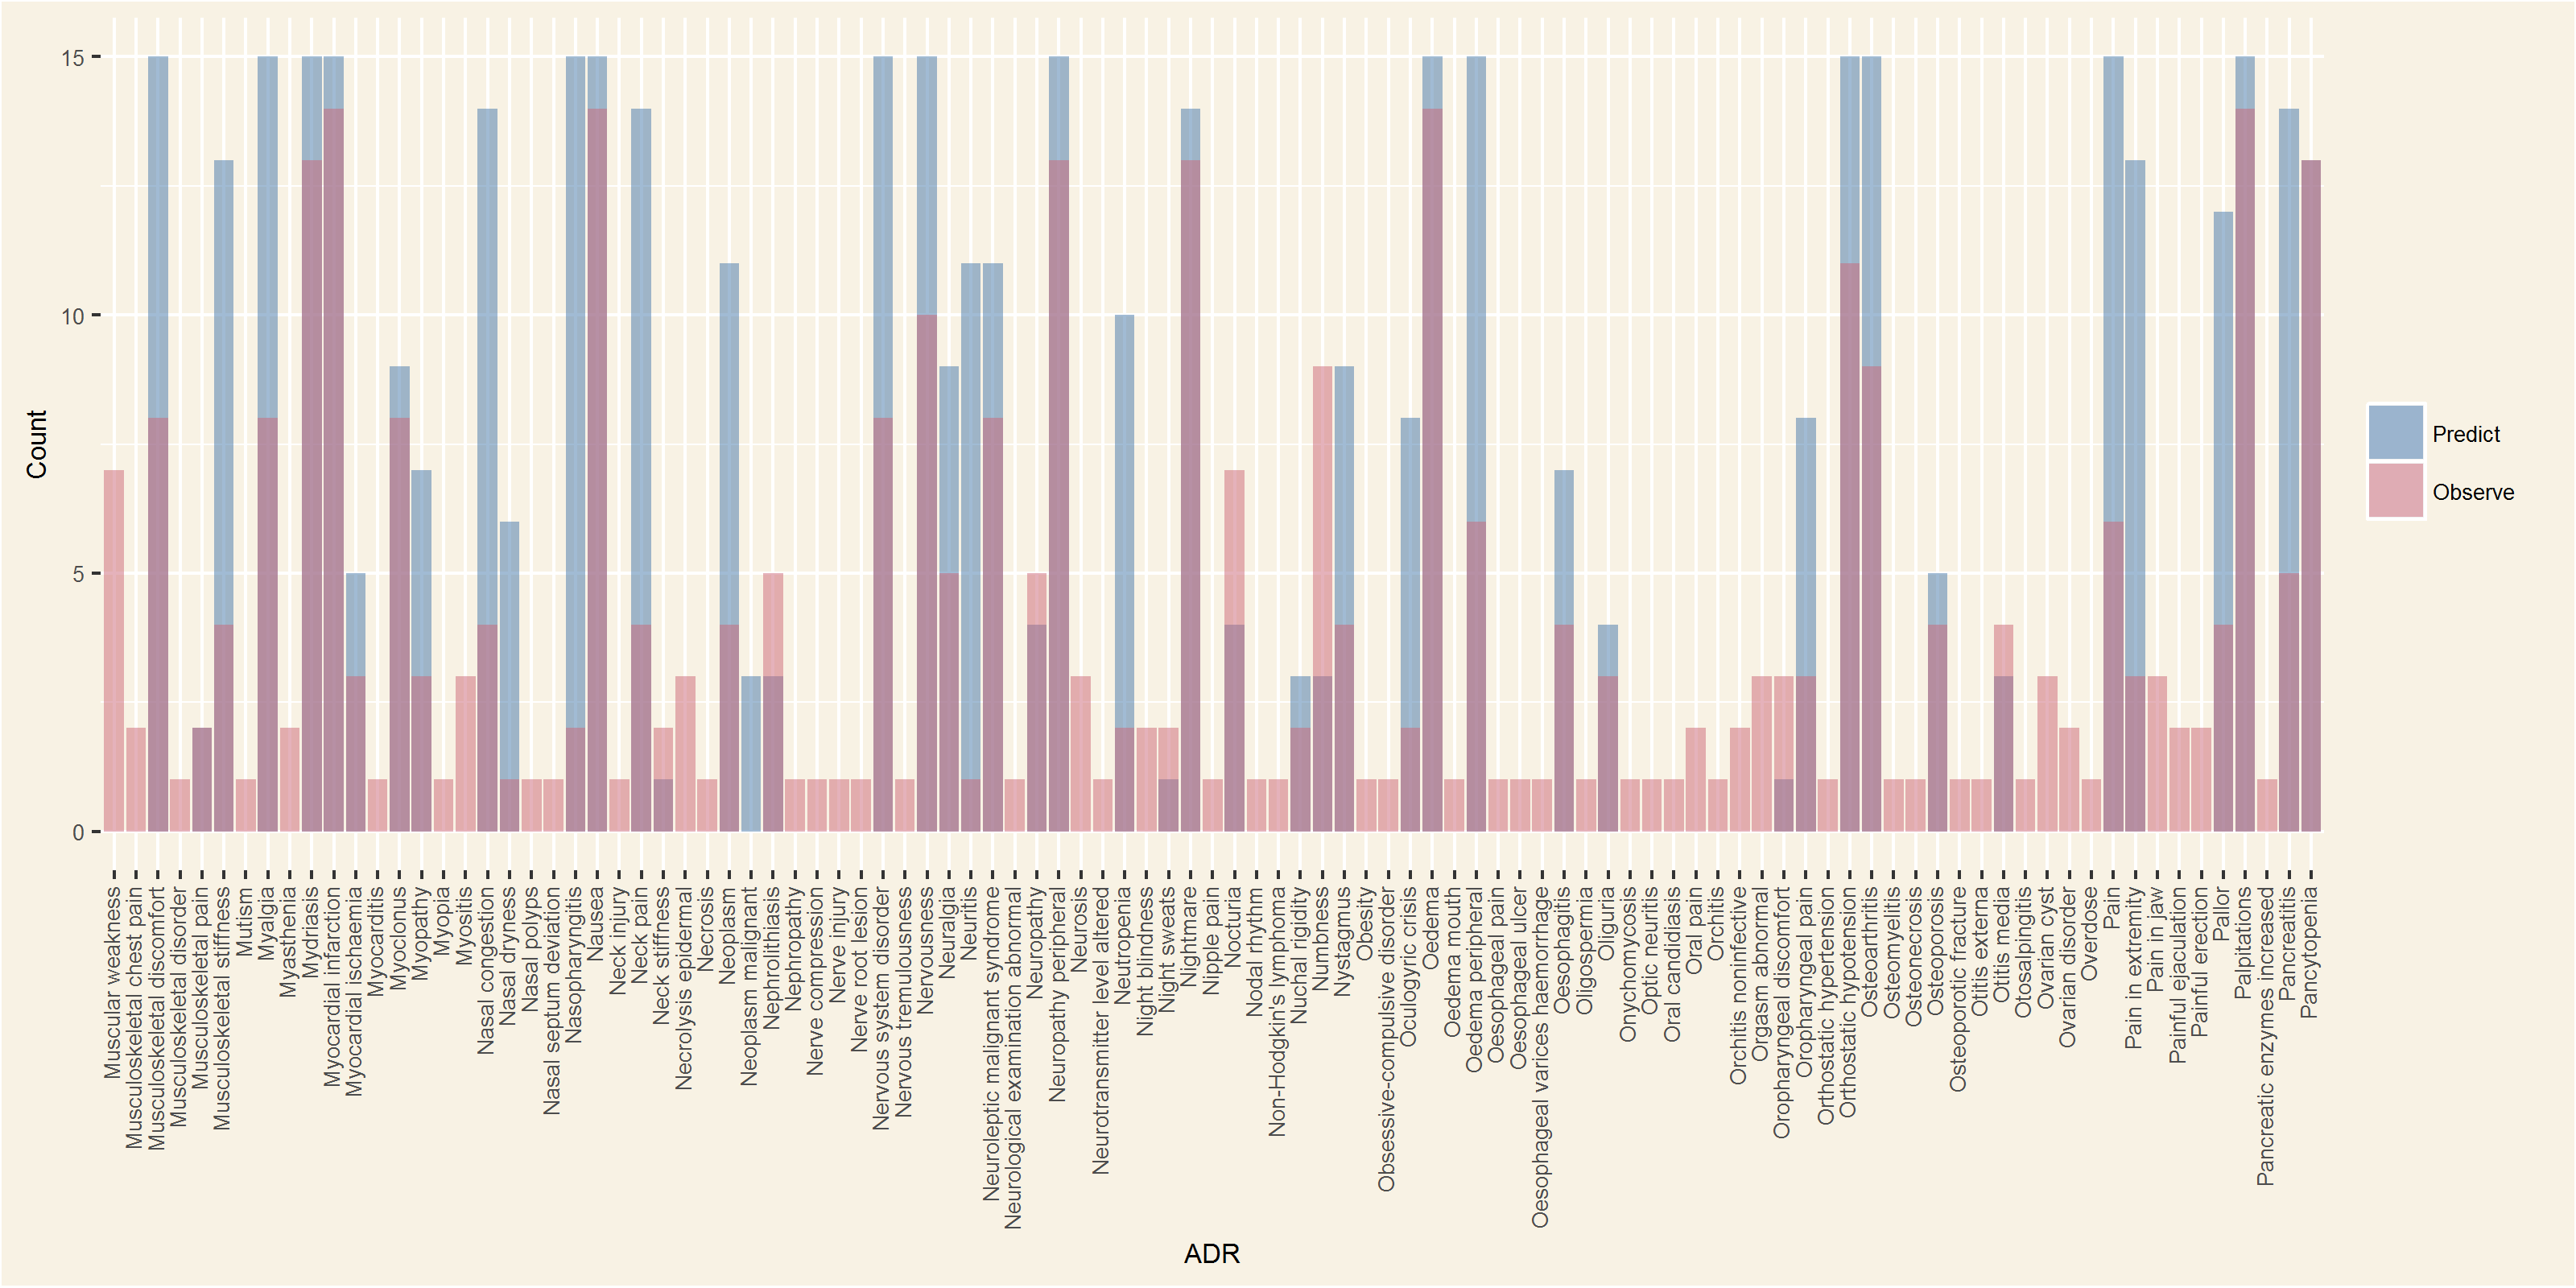 15
10
5
0
Count
Muscular weakness
Musculoskeletal chest pain
Musculoskeletal discomfort
Musculoskeletal disorder
Musculoskeletal pain
Musculoskeletal stiffness
Mutism
Myalgia
Myasthenia
Mydriasis
Myocardial infarction
Myocardial ischaemia
Myocarditis
Myoclonus
Myopathy
Myopia
Myositis
Nasal congestion
Nasal dryness
Nasal polyps
Nasal septum deviation
Nasopharyngitis
Nausea
Neck injury
Neck pain
Neck stiffness
Necrolysis epidermal
Necrosis
Neoplasm
Neoplasm malignant
Nephrolithiasis
Nephropathy
Nerve compression
Nerve injury
Nerve root lesion
Nervous system disorder
Nervous tremulousness
Nervousness
Neuralgia
Neuritis
Neuroleptic malignant syndrome
Neurological examination abnormal
Neuropathy
Neuropathy peripheral
Neurosis
Neurotransmitter level altered
Neutropenia
Night blindness
Night sweats
Nightmare
Nipple pain
Nocturia
Nodal rhythm
Non-Hodgkin's lymphoma
Nuchal rigidity
Numbness
Nystagmus
Obesity
Obsessive-compulsive disorder
Oculogyric crisis
Oedema
Oedema mouth
Oedema peripheral
Oesophageal pain
Oesophageal ulcer
Oesophageal varices haemorrhage
Oesophagitis
Oligospermia
Oliguria
Onychomycosis
Optic neuritis
Oral candidiasis
Oral pain
Orchitis
Orchitis noninfective
Orgasm abnormal
Oropharyngeal discomfort
Oropharyngeal pain
Orthostatic hypertension
Orthostatic hypotension
Osteoarthritis
Osteomyelitis
Osteonecrosis
Osteoporosis
Osteoporotic fracture
Otitis externa
Otitis media
Otosalpingitis
Ovarian cyst
Ovarian disorder
Overdose
Pain
Pain in extremity
Pain in jaw
Painful ejaculation
Painful erection
Pallor
Palpitations
Pancreatic enzymes increased
Pancreatitis
Pancytopenia
ADR
Predict
Observe